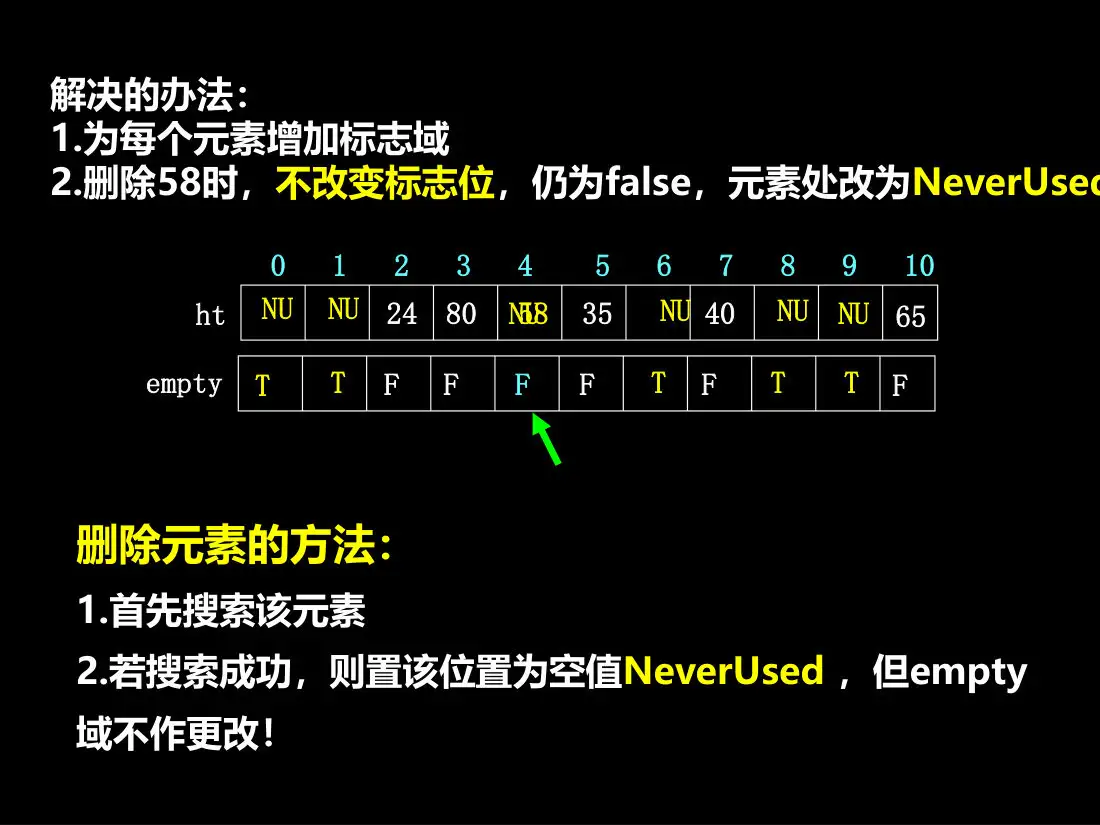 解决的办法：
1.为每个元素增加标志域
2.删除58时，不改变标志位，仍为false，元素处改为NeverUsed
0 1 2 3 4 5 6 7 8 9 10
ht NU NU 24 80 58 NU 35 NU 40 NU NU 65
empty T T F F F F T F T T F
删除元素的方法：
1.首先搜索该元素
2.若搜索成功，则置该位置为空值NeverUsed ，但empty
域不作更改！